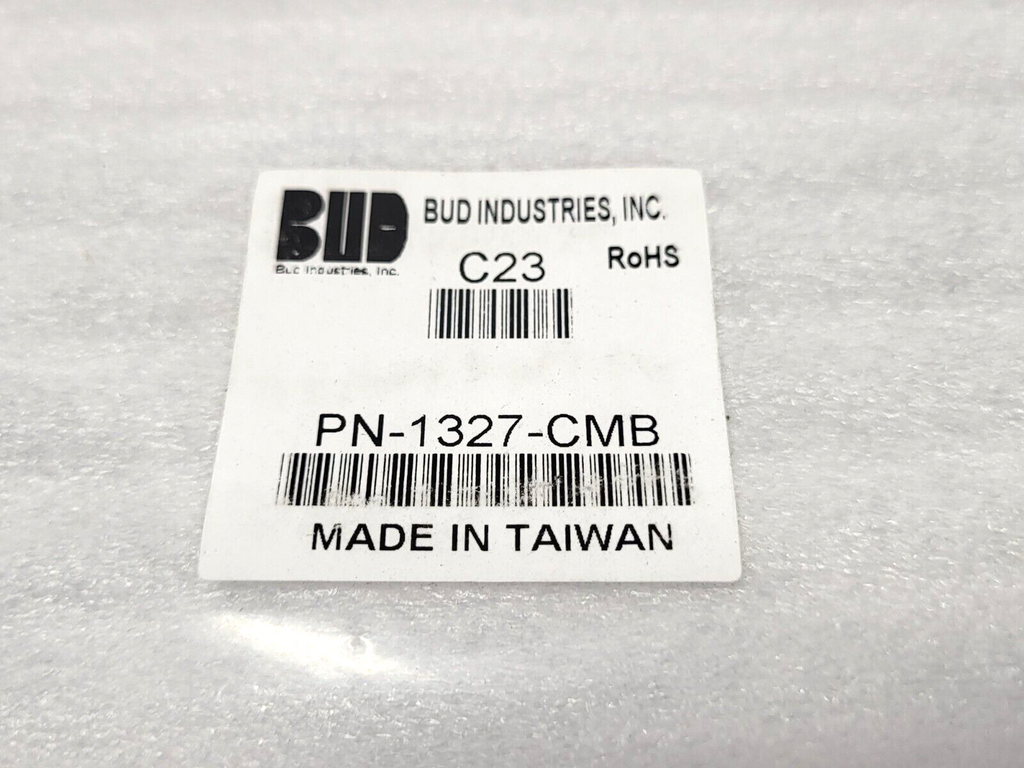 BUD
Bud Industries, Inc.
BUD INDUSTRIES, INC.
C23
RoHS
PN-1327-CMB
MADE IN TAIWAN